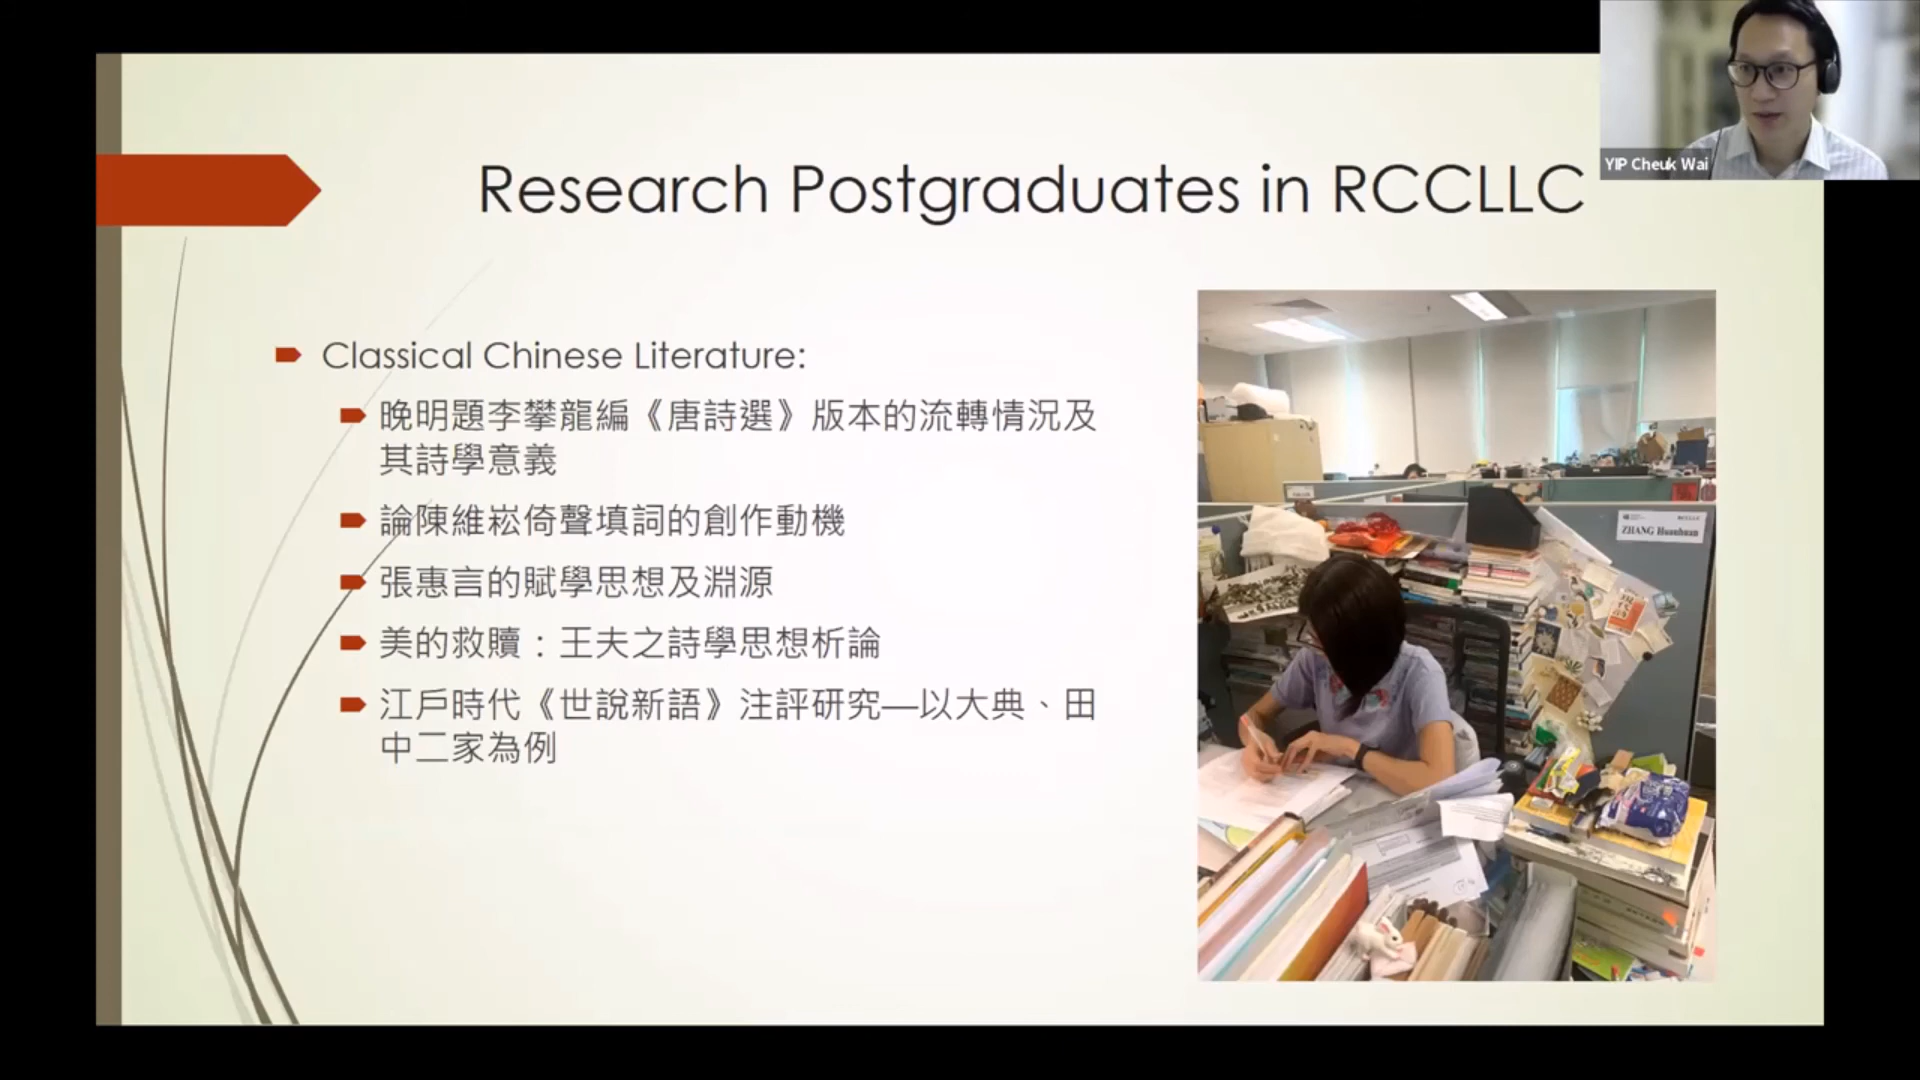 YIP Cheuk Wai
Research Postgraduates in RCCLLC
Classical Chinese Literature:
晚明題李攀龍編《唐詩選》版本的流轉情況及
其詩學意義
論陳維崧倚聲填詞的創作動機
張惠言的賦學思想及淵源
美的救贖：王夫之詩學思想析論
江戶時代《世說新語》注評研究—以大典、田
中二家為例
ZHANG Huanhuan